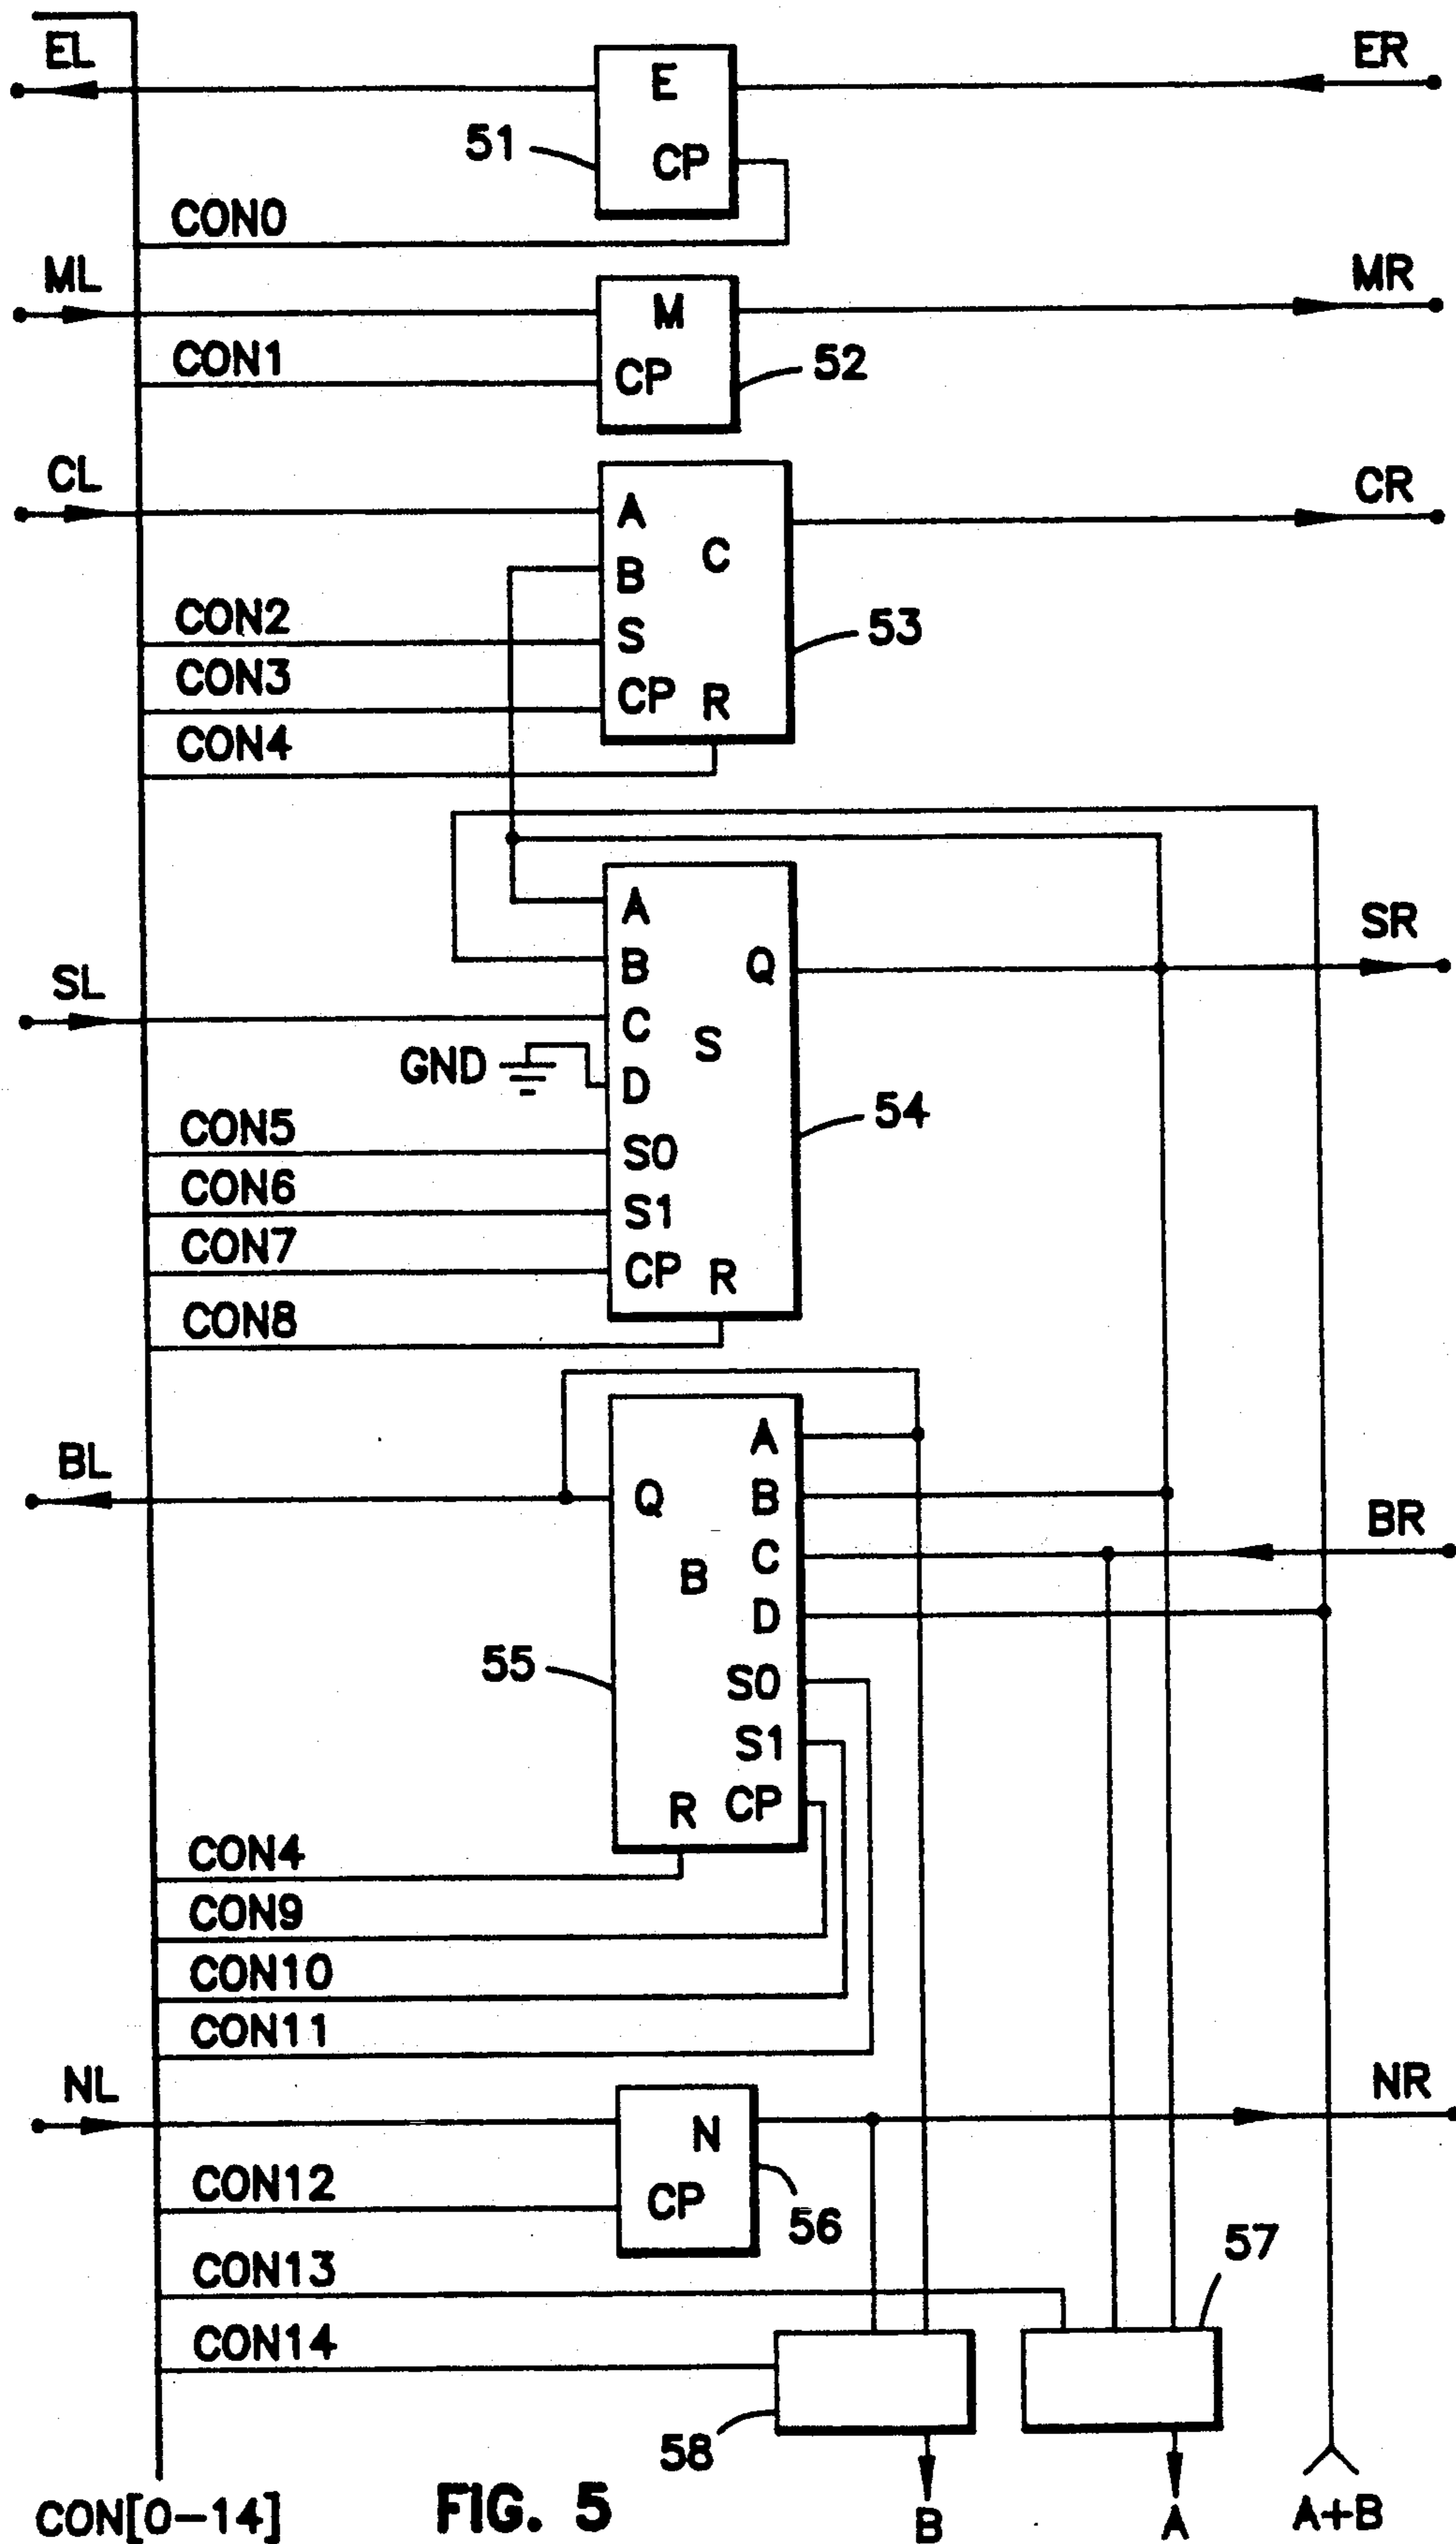 EL
E
ER
51
CP
CON0
ML
M
MR
CON1
CP
52
CL
A
C
CR
B
CON2
S
53
CON3
CP
R
CON4
A
B
Q
SR
SL
C
S
GND
D
54
CON5
S0
CON6
S1
CON7
CP
R
CON8
A
BL
Q
B
BR
B
C
D
55
S0
S1
R
CP
CON4
CON9
CON10
CON11
NL
N
NR
CON12
CP
56
CON13
57
CON14
58
CON[0-14]
FIG. 5
B
A
A+B